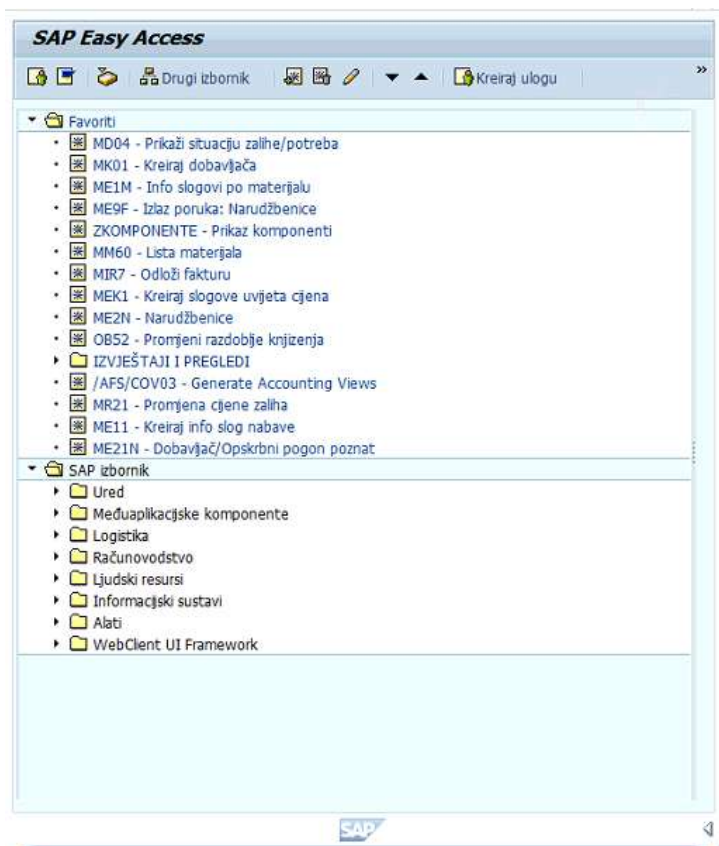 SAP Easy Access
Drugi izbornik Kreiraj ulogu »
Favoriti
MD04 - Prikaži situaciju zalihe/potreba
MK01 - Kreiraj dobavljača
ME1M - Info slogovi po materijalu
ME9F - Izlaz poruka: Narudžbenice
ZKOMPONENTE - Prikaz komponenti
MM60 - Lista materijala
MIR7 - Odloži fakturu
MEK1 - Kreiraj slogove uvijeta cijena
ME2N - Narudžbenice
OB52 - Promjeni razdoblje knjizenja
IZVJEŠTAJI I PREGLEDI
/AFS/COV03 - Generate Accounting Views
MR21 - Promjena cijene zaliha
ME11 - Kreiraj info slog nabave
ME21N - Dobavljač/Opskrbni pogon poznat
SAP izbornik
Ured
Međuaplikacijske komponente
Logistika
Računovodstvo
Ljudski resursi
Informacijski sustavi
Alati
WebClient UI Framework
SAP